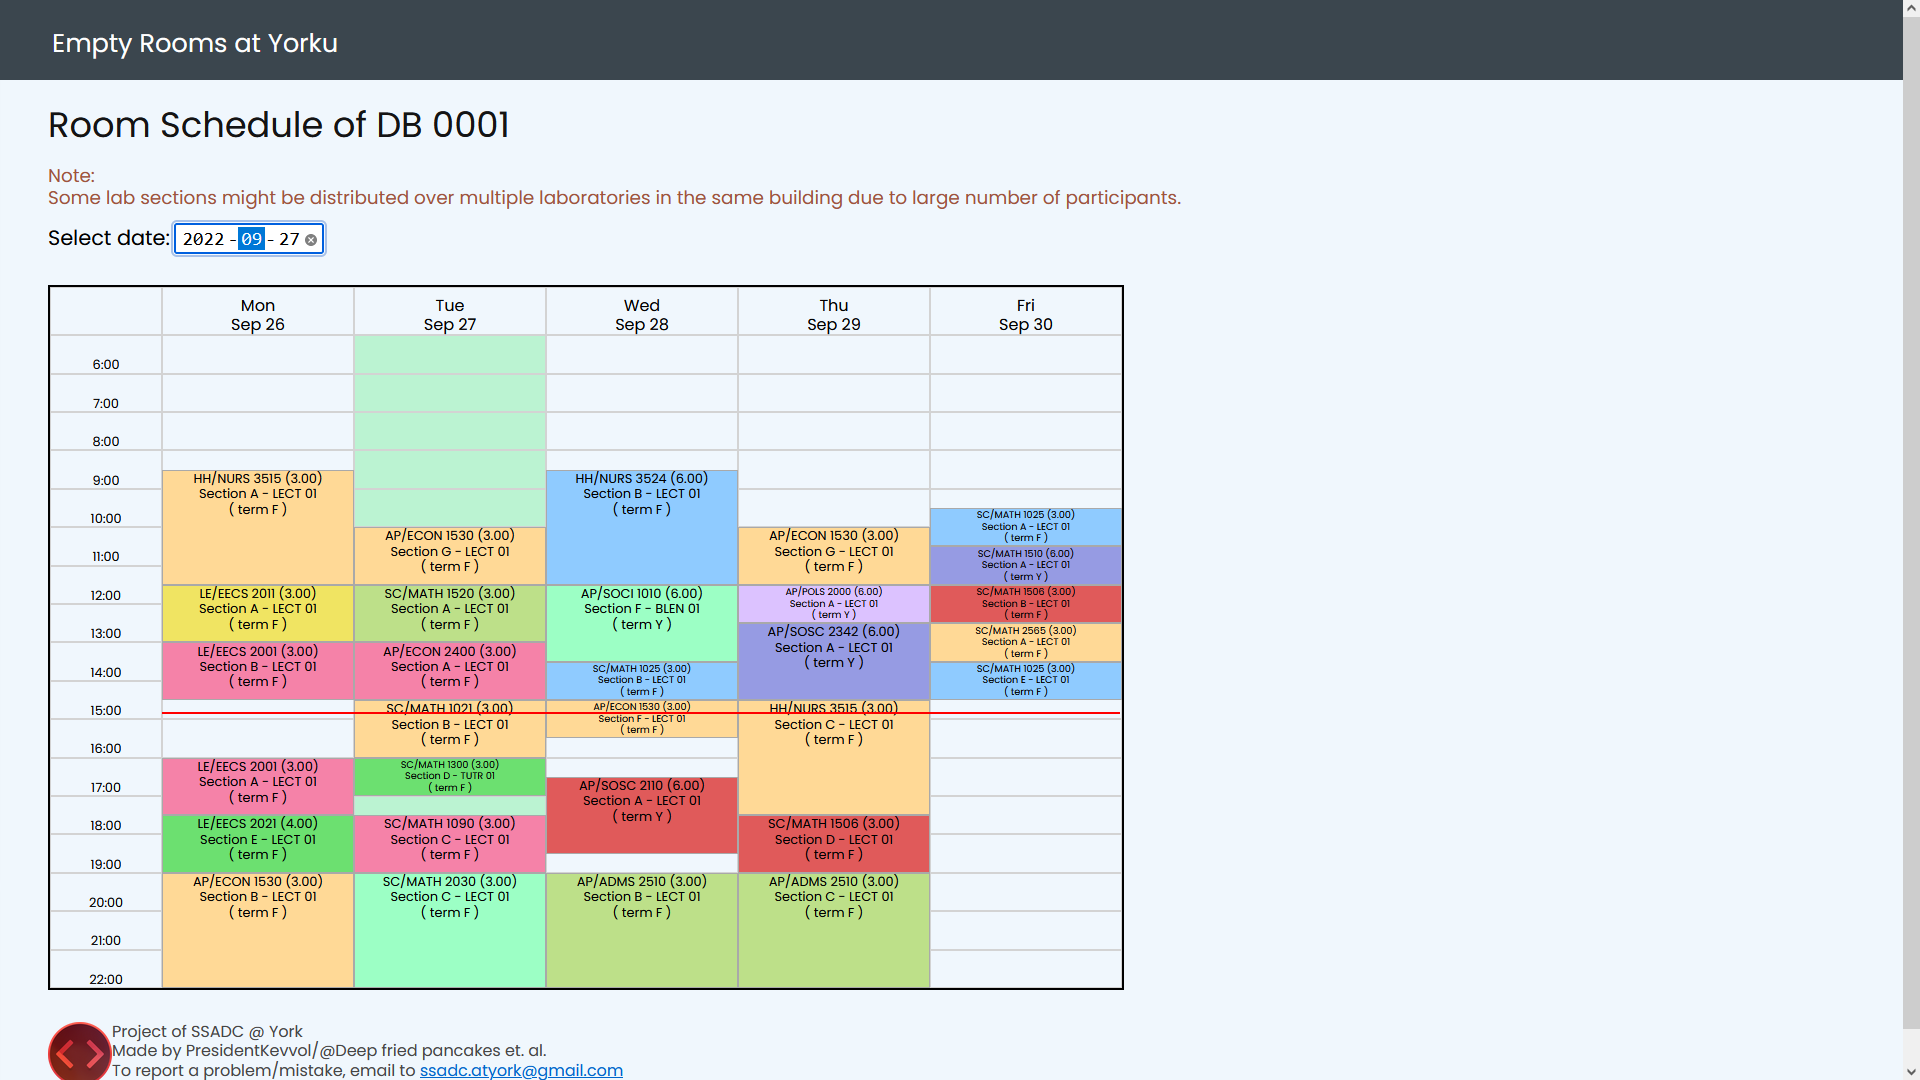 Empty Rooms at Yorku
Room Schedule of DB 0001
Note:
Some lab sections might be distributed over multiple laboratories in the same building due to large number of participants.
Select date: 2022-09-27
Mon Tue Wed Thu Fri
Sep 26 Sep 27 Sep 28 Sep 29 Sep 30
6:00
7:00
8:00
9:00
10:00
11:00
12:00
13:00
14:00
15:00
16:00
17:00
18:00
19:00
20:00
21:00
22:00
HH/NURS 3515 (3.00)
Section A - LECT 01
( term F )
LE/EECS 2011 (3.00)
Section A - LECT 01
( term F )
LE/EECS 2001 (3.00)
Section B - LECT 01
( term F )
LE/EECS 2001 (3.00)
Section A - LECT 01
( term F )
LE/EECS 2021 (4.00)
Section E - LECT 01
( term F )
AP/ECON 1530 (3.00)
Section B - LECT 01
( term F )
AP/ECON 1530 (3.00)
Section G - LECT 01
( term F )
SC/MATH 1520 (3.00)
Section A - LECT 01
( term F )
AP/ECON 2400 (3.00)
Section A - LECT 01
( term F )
SC/MATH 1021 (3.00)
Section B - LECT 01
( term F )
SC/MATH 1300 (3.00)
Section D - TUTR 01
( term F )
SC/MATH 1090 (3.00)
Section C - LECT 01
( term F )
SC/MATH 2030 (3.00)
Section C - LECT 01
( term F )
HH/NURS 3524 (6.00)
Section B - LECT 01
( term F )
AP/SOCI 1010 (6.00)
Section F - BLEN 01
( term Y )
SC/MATH 1025 (3.00)
Section B - LECT 01
( term F )
AP/ECON 1530 (3.00)
Section F - LECT 01
( term F )
AP/SOSC 2110 (6.00)
Section A - LECT 01
( term Y )
AP/ADMS 2510 (3.00)
Section B - LECT 01
( term F )
AP/ECON 1530 (3.00)
Section G - LECT 01
( term F )
AP/POLS 2000 (6.00)
Section A - LECT 01
( term Y )
AP/SOSC 2342 (6.00)
Section A - LECT 01
( term Y )
HH/NURS 3515 (3.00)
Section C - LECT 01
( term F )
SC/MATH 1506 (3.00)
Section D - LECT 01
( term F )
AP/ADMS 2510 (3.00)
Section C - LECT 01
( term F )
SC/MATH 1025 (3.00)
Section A - LECT 01
( term F )
SC/MATH 1510 (6.00)
Section A - LECT 01
( term Y )
SC/MATH 1506 (3.00)
Section B - LECT 01
( term F )
SC/MATH 2565 (3.00)
Section A - LECT 01
( term F )
SC/MATH 1025 (3.00)
Section E - LECT 01
( term F )
Project of SSADC @ York
Made by PresidentKevvol/@Deep fried pancakes et. al.
To report a problem/mistake, email to ssadc.atyork@gmail.com